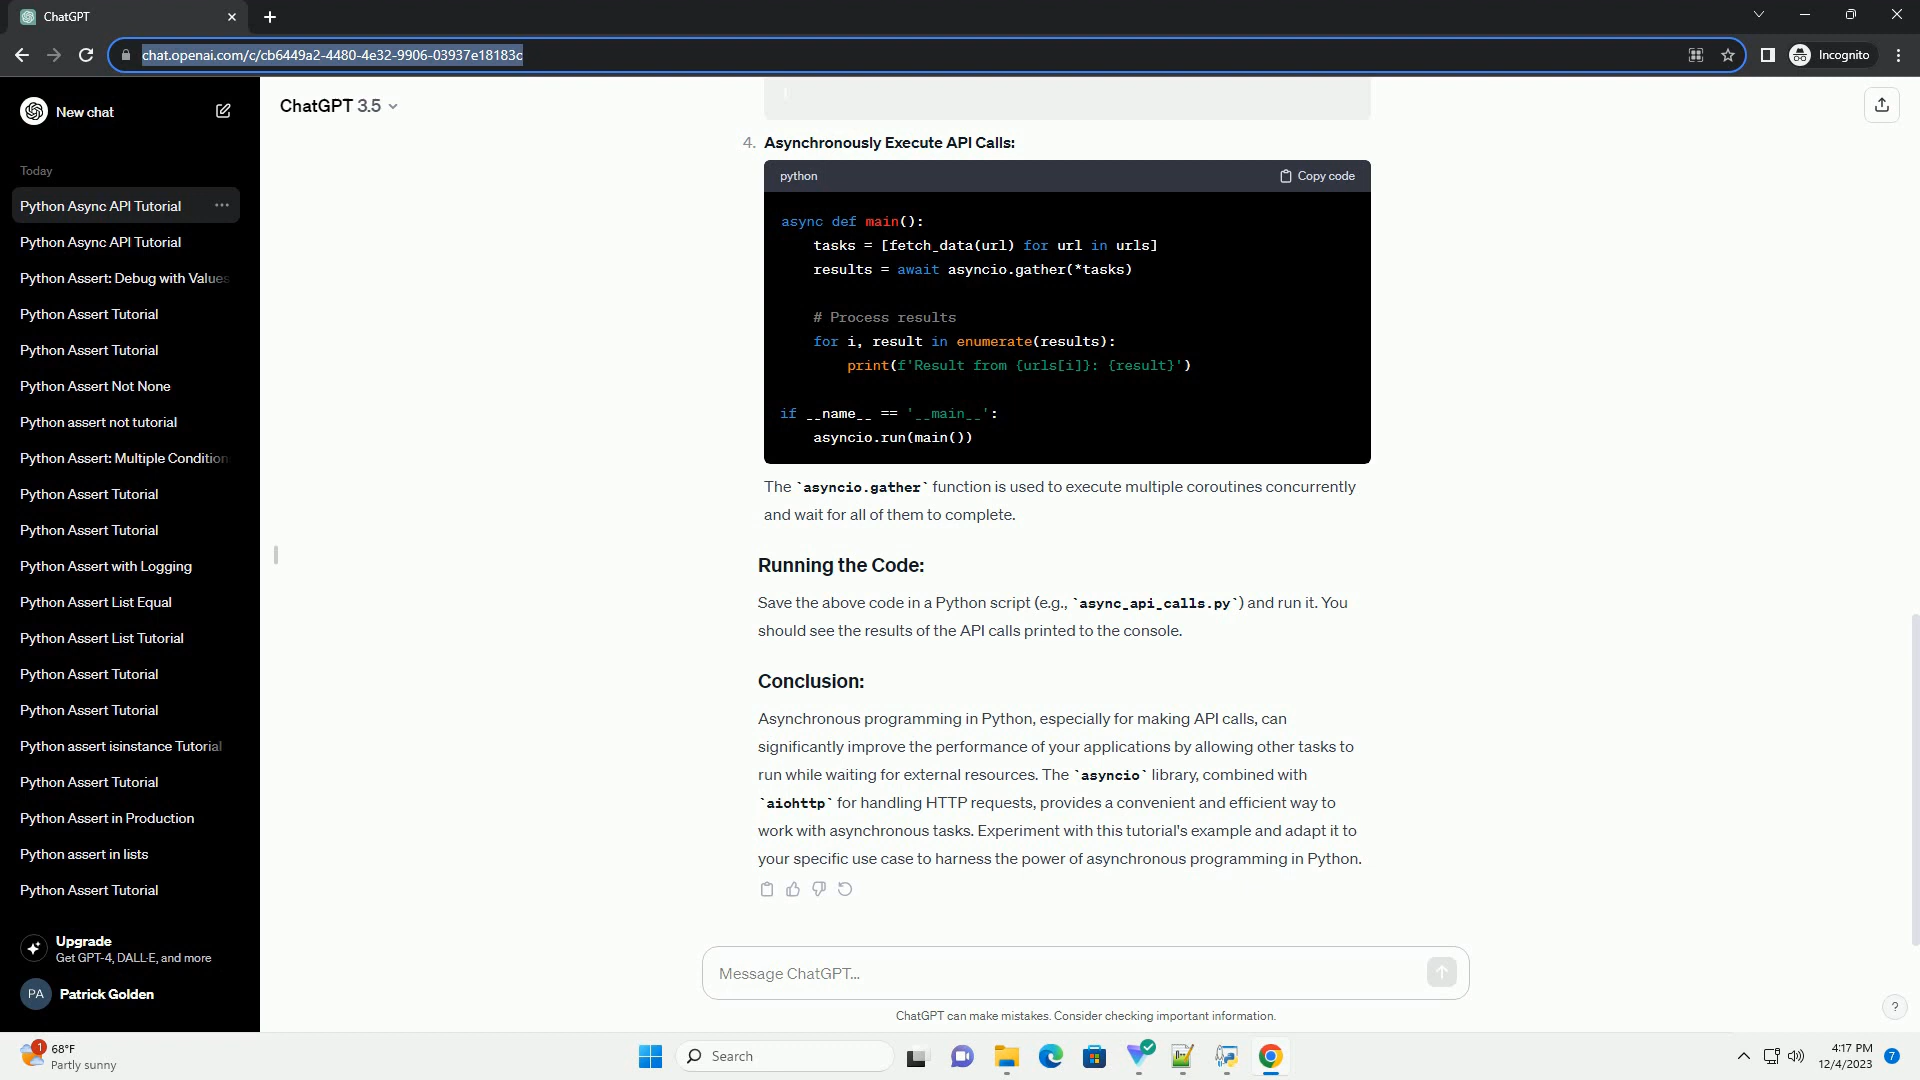 ChatGPT
chat.openai.com/c/cb6449a2-4480-4e32-9906-03937e18183c
Incognito
New chat
Today
Python Async API Tutorial
Python Async API Tutorial
Python Assert: Debug with Values
Python Assert Tutorial
Python Assert Tutorial
Python Assert Not None
Python assert not tutorial
Python Assert: Multiple Condition
Python Assert Tutorial
Python Assert Tutorial
Python Assert with Logging
Python Assert List Equal
Python Assert List Tutorial
Python Assert Tutorial
Python Assert Tutorial
Python assert isinstance Tutorial
Python Assert Tutorial
Python Assert in Production
Python assert in lists
Python Assert Tutorial
Upgrade
Get GPT-4, DALL·E, and more
PA Patrick Golden
ChatGPT 3.5
4. Asynchronously Execute API Calls:
python Copy code
async def main():
    tasks = [fetch_data(url) for url in urls]
    results = await asyncio.gather(*tasks)
    # Process results
    for i, result in enumerate(results):
        print(f'Result from {urls[i]}: {result}')
if __name__ == '__main__':
    asyncio.run(main())
The `asyncio.gather` function is used to execute multiple coroutines concurrently
and wait for all of them to complete.
Running the Code:
Save the above code in a Python script (e.g., `async_api_calls.py`) and run it. You
should see the results of the API calls printed to the console.
Conclusion:
Asynchronous programming in Python, especially for making API calls, can
significantly improve the performance of your applications by allowing other tasks to
run while waiting for external resources. The `asyncio` library, combined with
`aiohttp` for handling HTTP requests, provides a convenient and efficient way to
work with asynchronous tasks. Experiment with this tutorial's example and adapt it to
your specific use case to harness the power of asynchronous programming in Python.
Message ChatGPT...
ChatGPT can make mistakes. Consider checking important information.
?
1
68°F
Partly sunny
Search
4:17 PM
12/4/2023
7